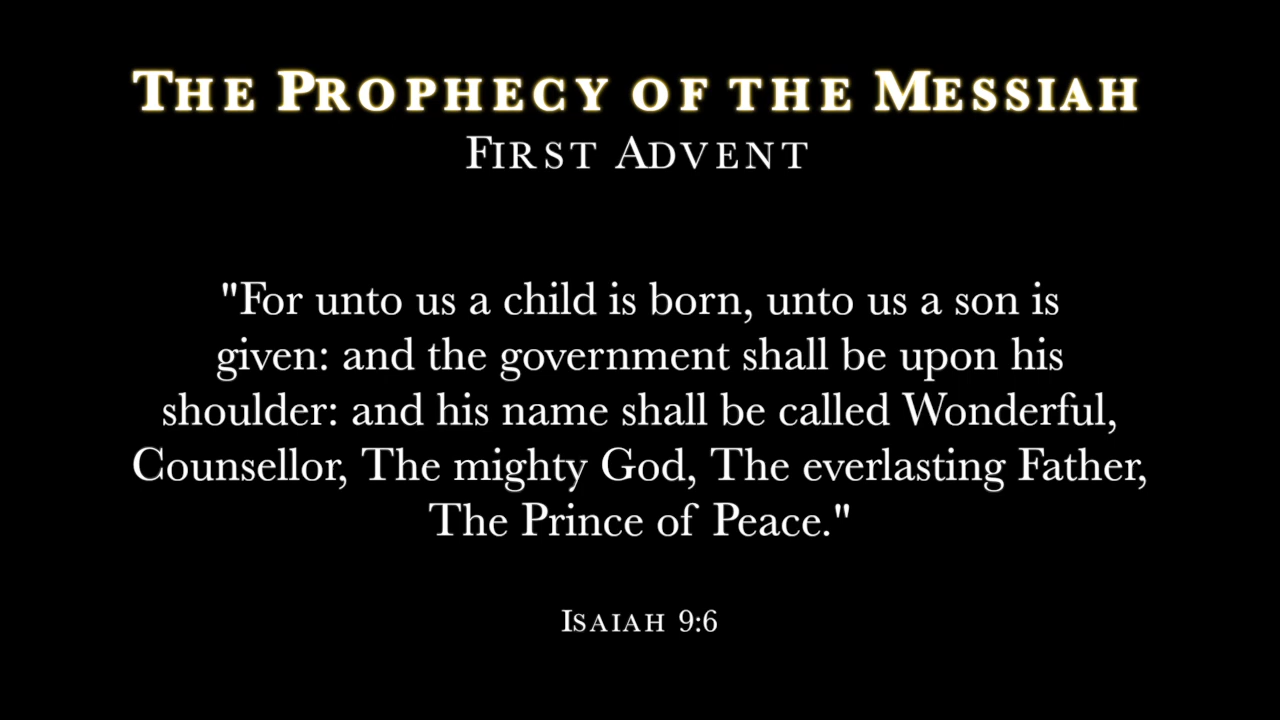 The Prophecy of the Messiah
First Advent
"For unto us a child is born, unto us a son is
given: and the government shall be upon his
shoulder: and his name shall be called Wonderful,
Counsellor, The mighty God, The everlasting Father,
The Prince of Peace."
Isaiah 9:6